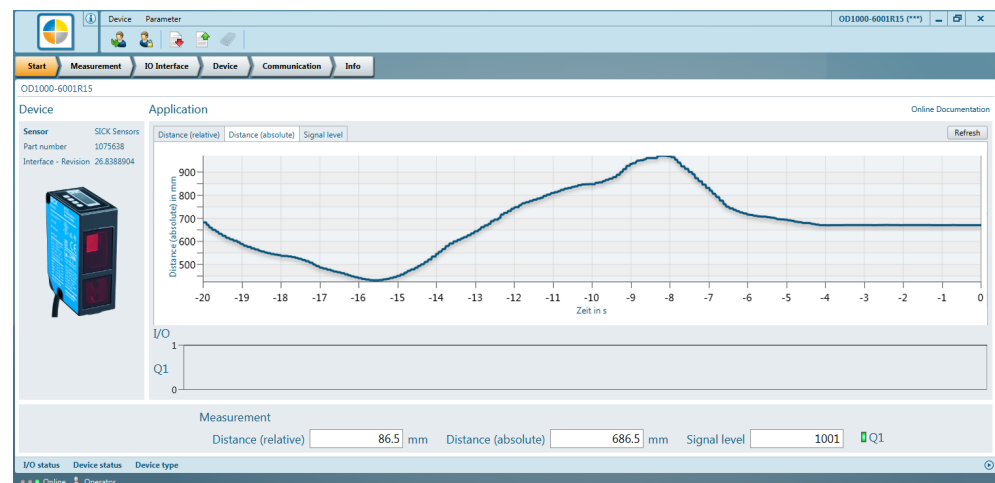 Device Parameter OD1000-6001R15 (***)
Start Measurement IO Interface Device Communication Info
OD1000-6001R15
Device Application Online Documentation
Sensor SICK Sensors
Part number 1075638
Interface - Revision 26.8388904
Distance (relative) Distance (absolute) Signal level Refresh
Distance (absolute) in mm
900
800
700
600
500
-20 -19 -18 -17 -16 -15 -14 -13 -12 -11 -10 -9 -8 -7 -6 -5 -4 -3 -2 -1 0
Zeit in s
I/O
1
Q1
0
Measurement
Distance (relative) 86.5 mm Distance (absolute) 686.5 mm Signal level 1001 Q1
I/O status Device status Device type
Online Operator